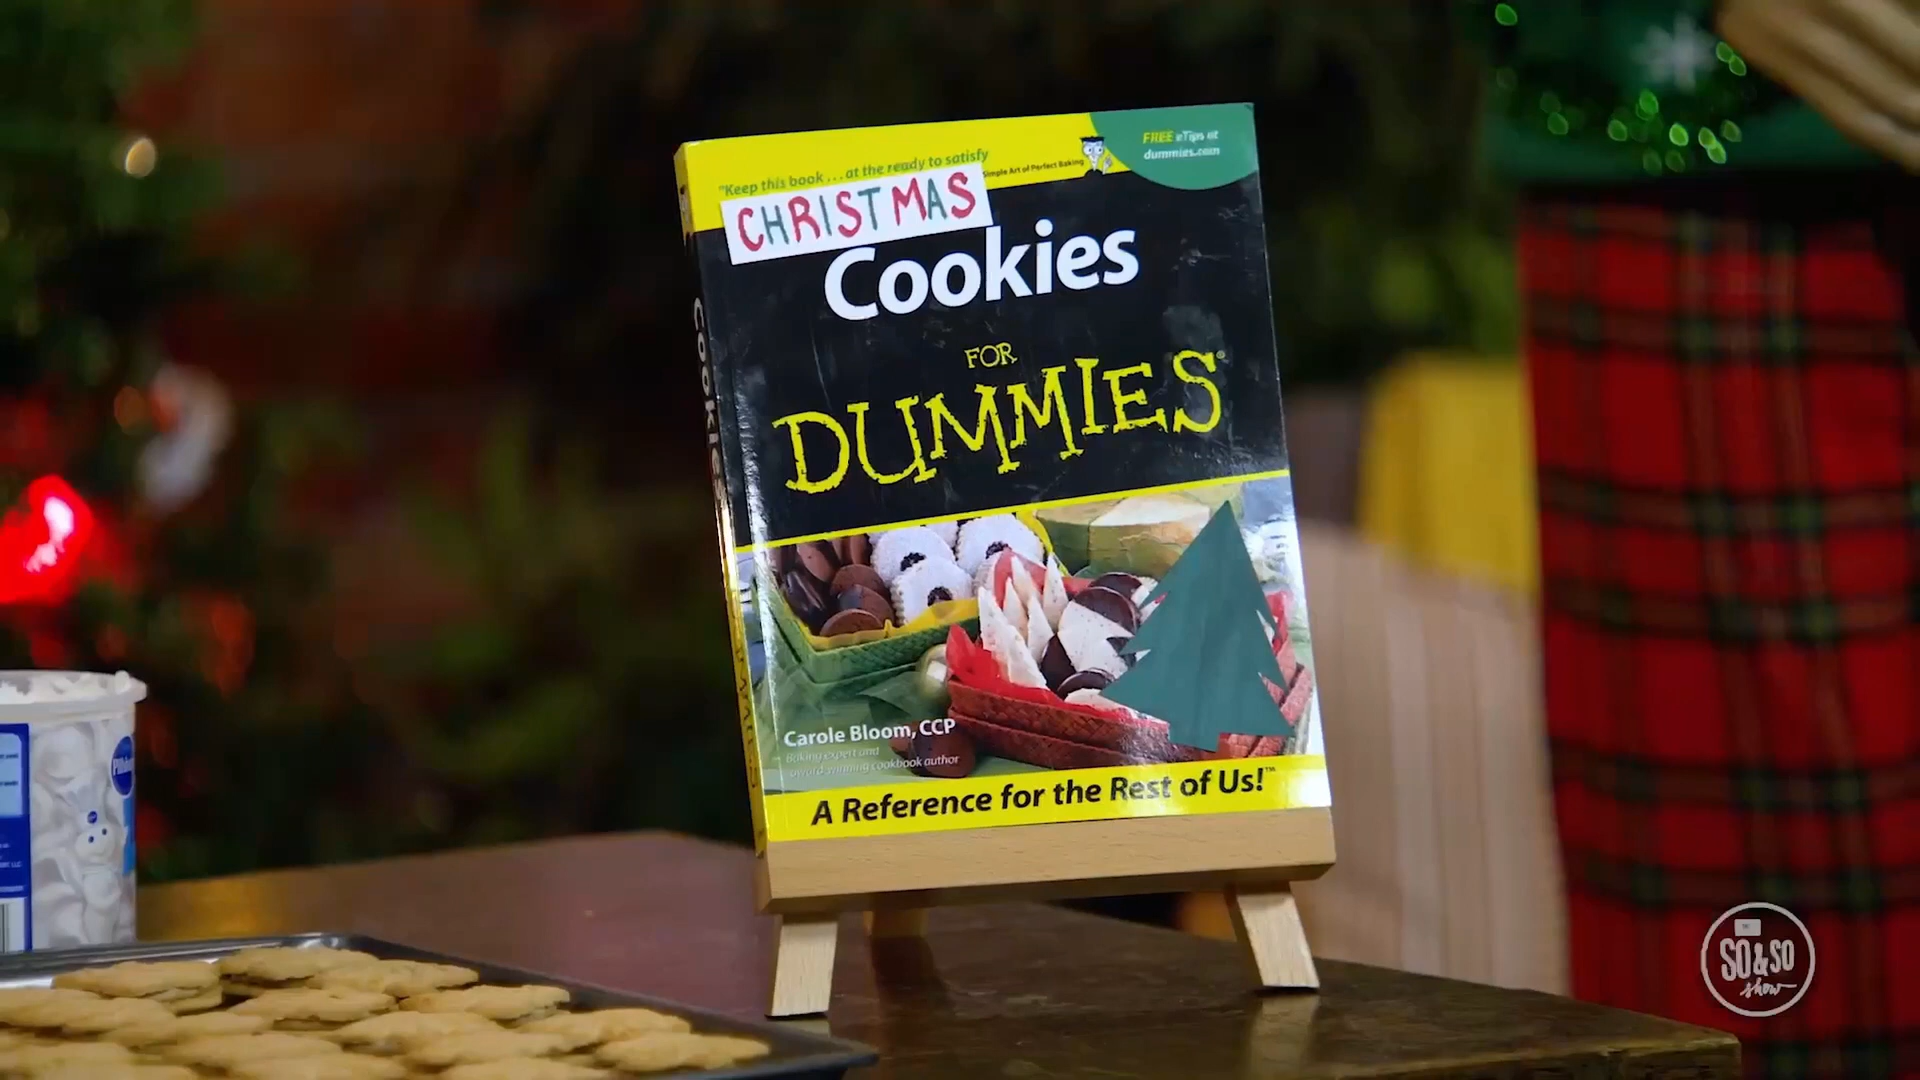 "Keep this book ... at the ready to satisfy
Simple Art of Perfect Baking
FREE eTips at
dummies.com
CHRISTMAS
Cookies
FOR
DUMMIES®
Carole Bloom, CCP
Baking expert and
award-winning cookbook author
A Reference for the Rest of Us!™
Cookies
SO & SO
show